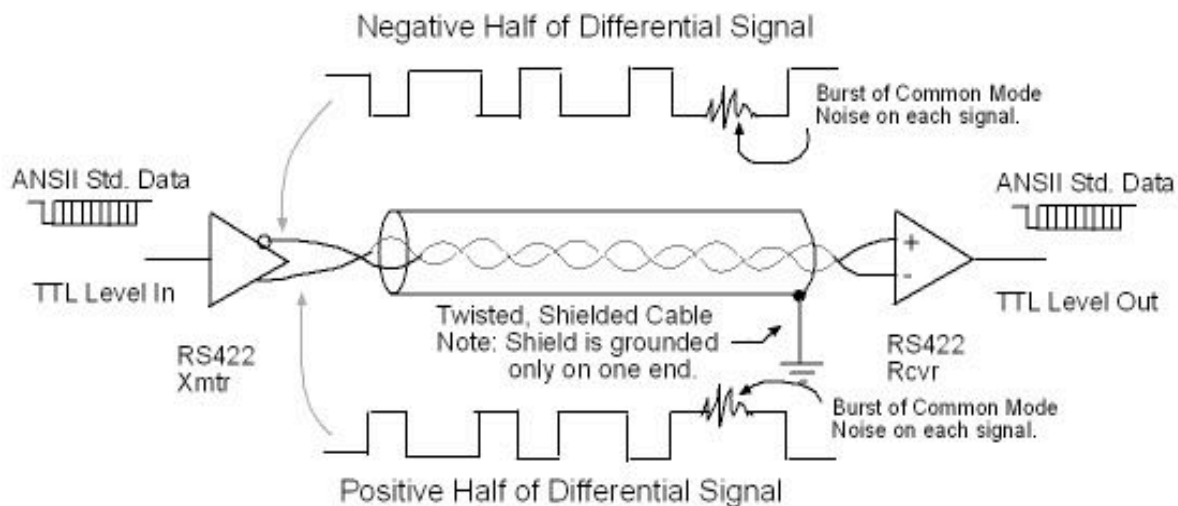 Negative Half of Differential Signal
Burst of Common Mode
Noise on each signal.
ANSII Std. Data
ANSII Std. Data
+
-
TTL Level In
TTL Level Out
Twisted, Shielded Cable
Note: Shield is grounded
only on one end.
RS422
Xmtr
RS422
Rcvr
Burst of Common Mode
Noise on each signal.
Positive Half of Differential Signal